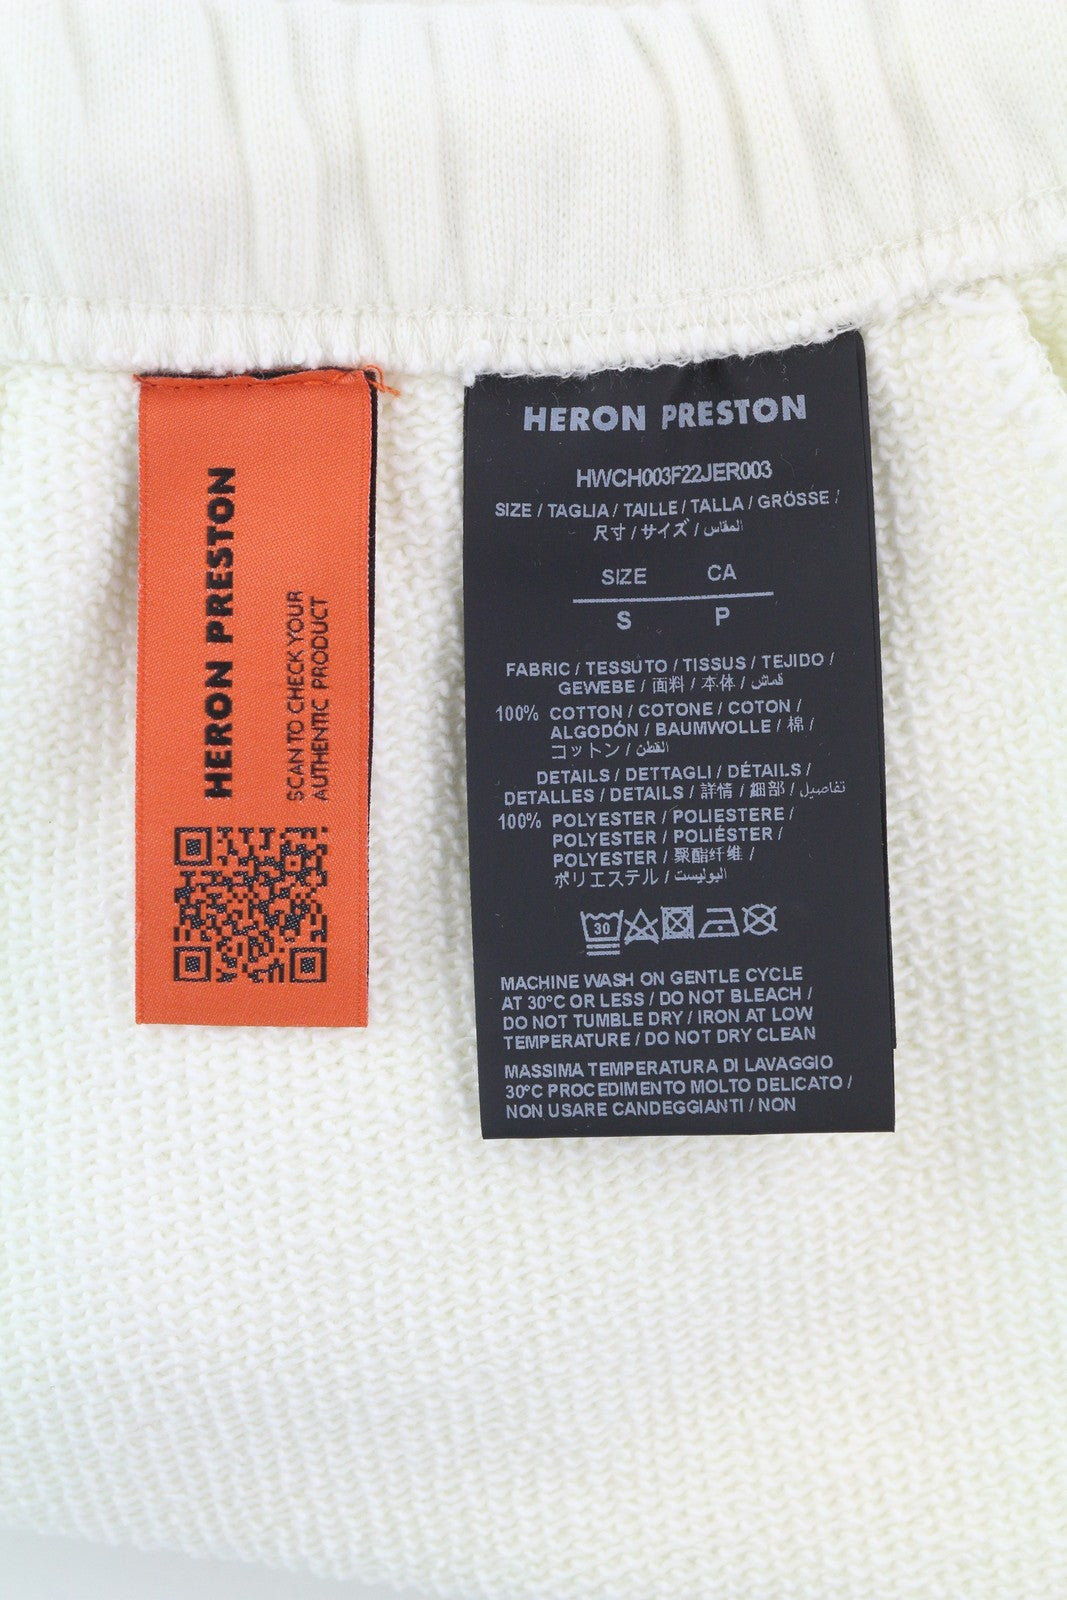 HERON PRESTON
SCAN TO CHECK YOUR
AUTHENTIC PRODUCT
HERON PRESTON
HWCH003F22JER003
SIZE / TAGLIA / TAILLE / TALLA / GRÖSSE /
尺寸 / サイズ / المقاس
SIZE CA
S P
FABRIC / TESSUTO / TISSUS / TEJIDO /
GEWEBE / 面料 / 本体 / قماش
100% COTTON / COTONE / COTON /
ALGODÓN / BAUMWOLLE / 棉 /
コットン / القطن
DETAILS / DETTAGLI / DÉTAILS /
DETALLES / DETAILS / 詳情 / 細部 / تفاصيل
100% POLYESTER / POLIESTERE /
POLYESTER / POLIÉSTER /
POLYESTER / 聚酯纤维 /
ポリエステル / اليوليست
30
MACHINE WASH ON GENTLE CYCLE
AT 30°C OR LESS / DO NOT BLEACH /
DO NOT TUMBLE DRY / IRON AT LOW
TEMPERATURE / DO NOT DRY CLEAN
MASSIMA TEMPERATURA DI LAVAGGIO
30°C PROCEDIMENTO MOLTO DELICATO /
NON USARE CANDEGGIANTI / NON